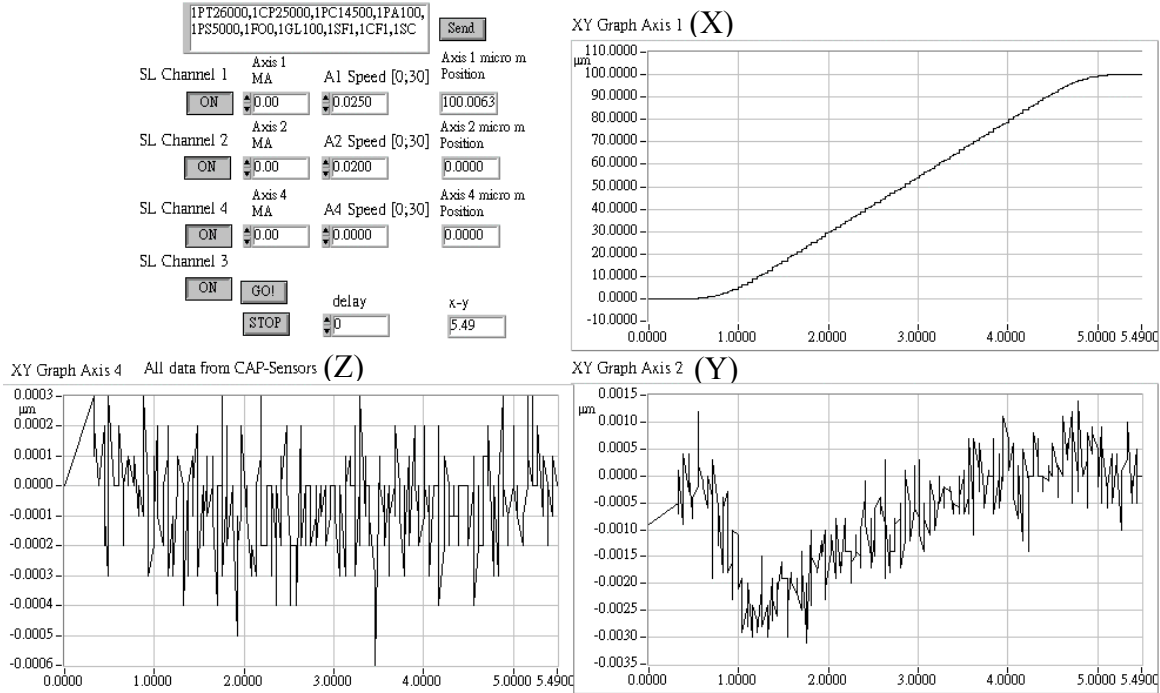 1PT26000,1CP25000,1PC14500,1PA100,
1PS5000,1FO0,1GL100,1SF1,1CF1,1SC
Send
SL Channel 1
Axis 1
MA
A1 Speed [0;30]
Axis 1 micro m
Position
ON
0.00
0.0250
100.0063
SL Channel 2
Axis 2
MA
A2 Speed [0;30]
Axis 2 micro m
Position
ON
0.00
0.0200
0.0000
SL Channel 4
Axis 4
MA
A4 Speed [0;30]
Axis 4 micro m
Position
ON
0.00
0.0000
0.0000
SL Channel 3
ON
GO!
STOP
delay
0
x-y
5.49
XY Graph Axis 1 (X)
110.0000
µm
100.0000
90.0000
80.0000
70.0000
60.0000
50.0000
40.0000
30.0000
20.0000
10.0000
0.0000
-10.0000
0.0000 1.0000 2.0000 3.0000 4.0000 5.0000 5.4900
XY Graph Axis 4 All data from CAP-Sensors (Z)
0.0003
µm
0.0002
0.0001
0.0000
-0.0001
-0.0002
-0.0003
-0.0004
-0.0005
-0.0006
0.0000 1.0000 2.0000 3.0000 4.0000 5.0000 5.4900
XY Graph Axis 2 (Y)
0.0015
µm
0.0010
0.0005
0.0000
-0.0005
-0.0010
-0.0015
-0.0020
-0.0025
-0.0030
-0.0035
0.0000 1.0000 2.0000 3.0000 4.0000 5.0000 5.4900